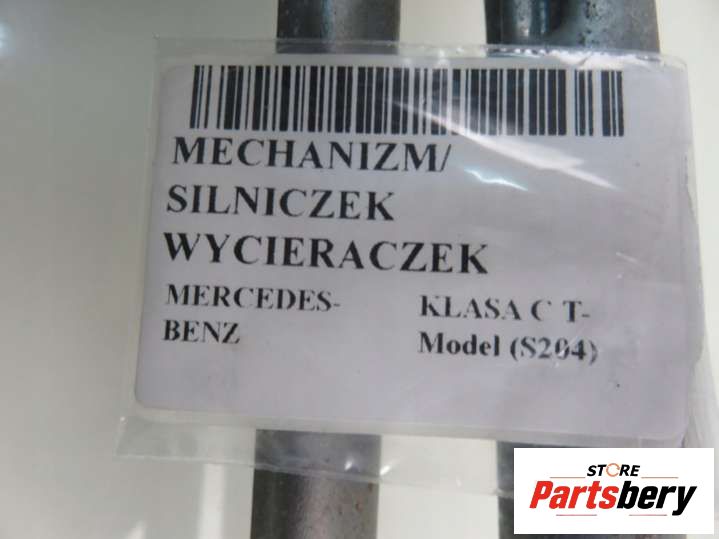 MECHANIZM/
SILNICZEK
WYCIERACZEK
MERCEDES-BENZ
KLASA C T-Model (S204)
STORE
Partsbery